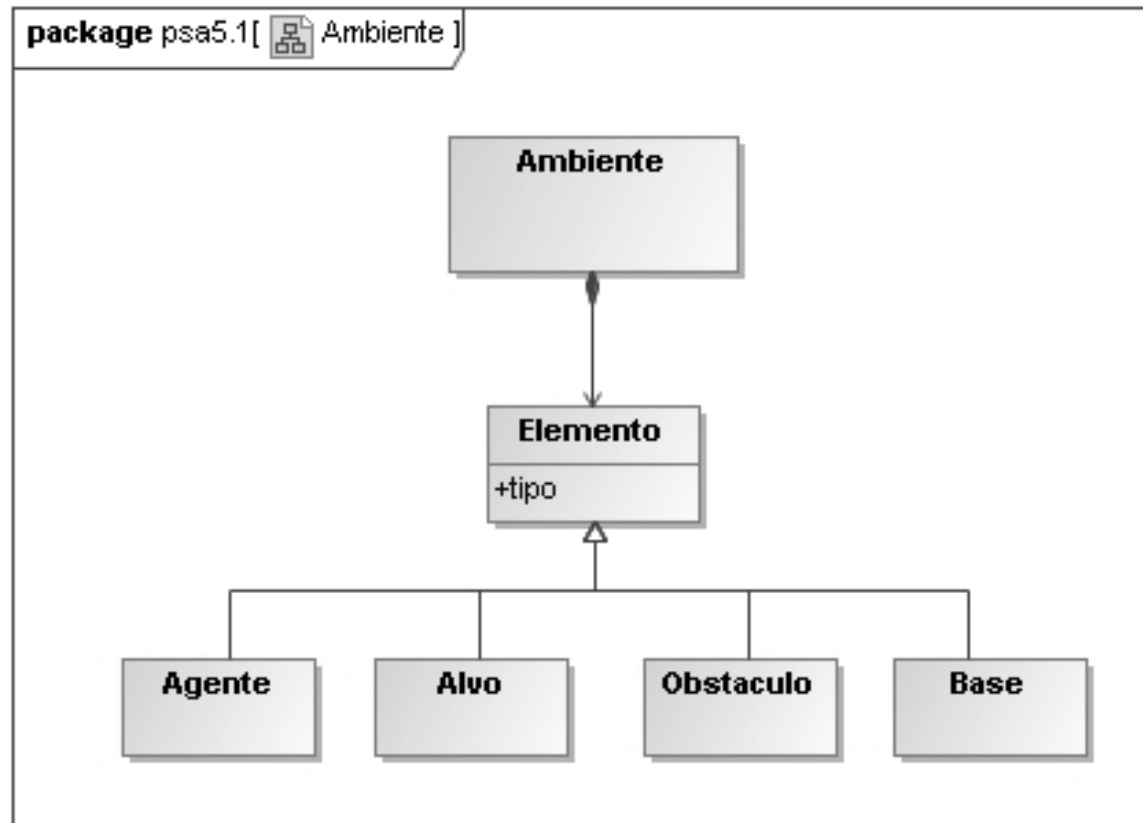 package psa5.1[ Ambiente ]
Ambiente
Elemento
+tipo
Agente
Alvo
Obstaculo
Base